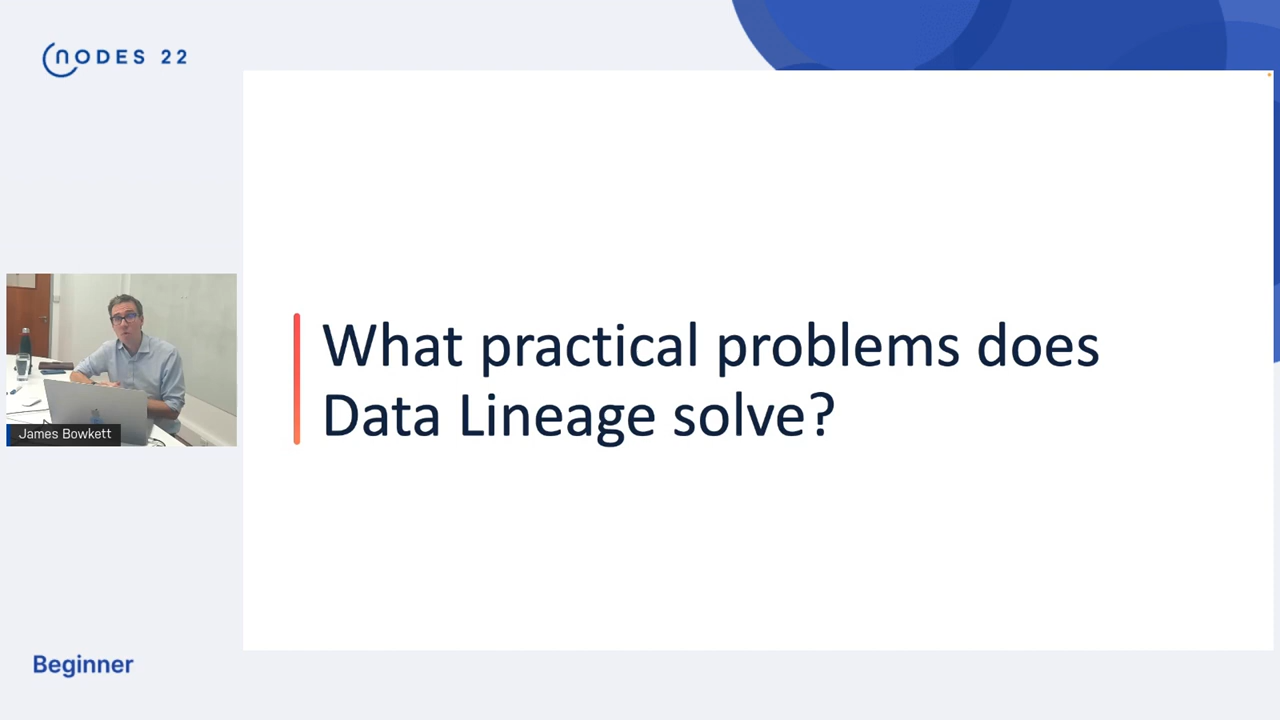 NODES 22
What practical problems does
Data Lineage solve?
James Bowkett
Beginner